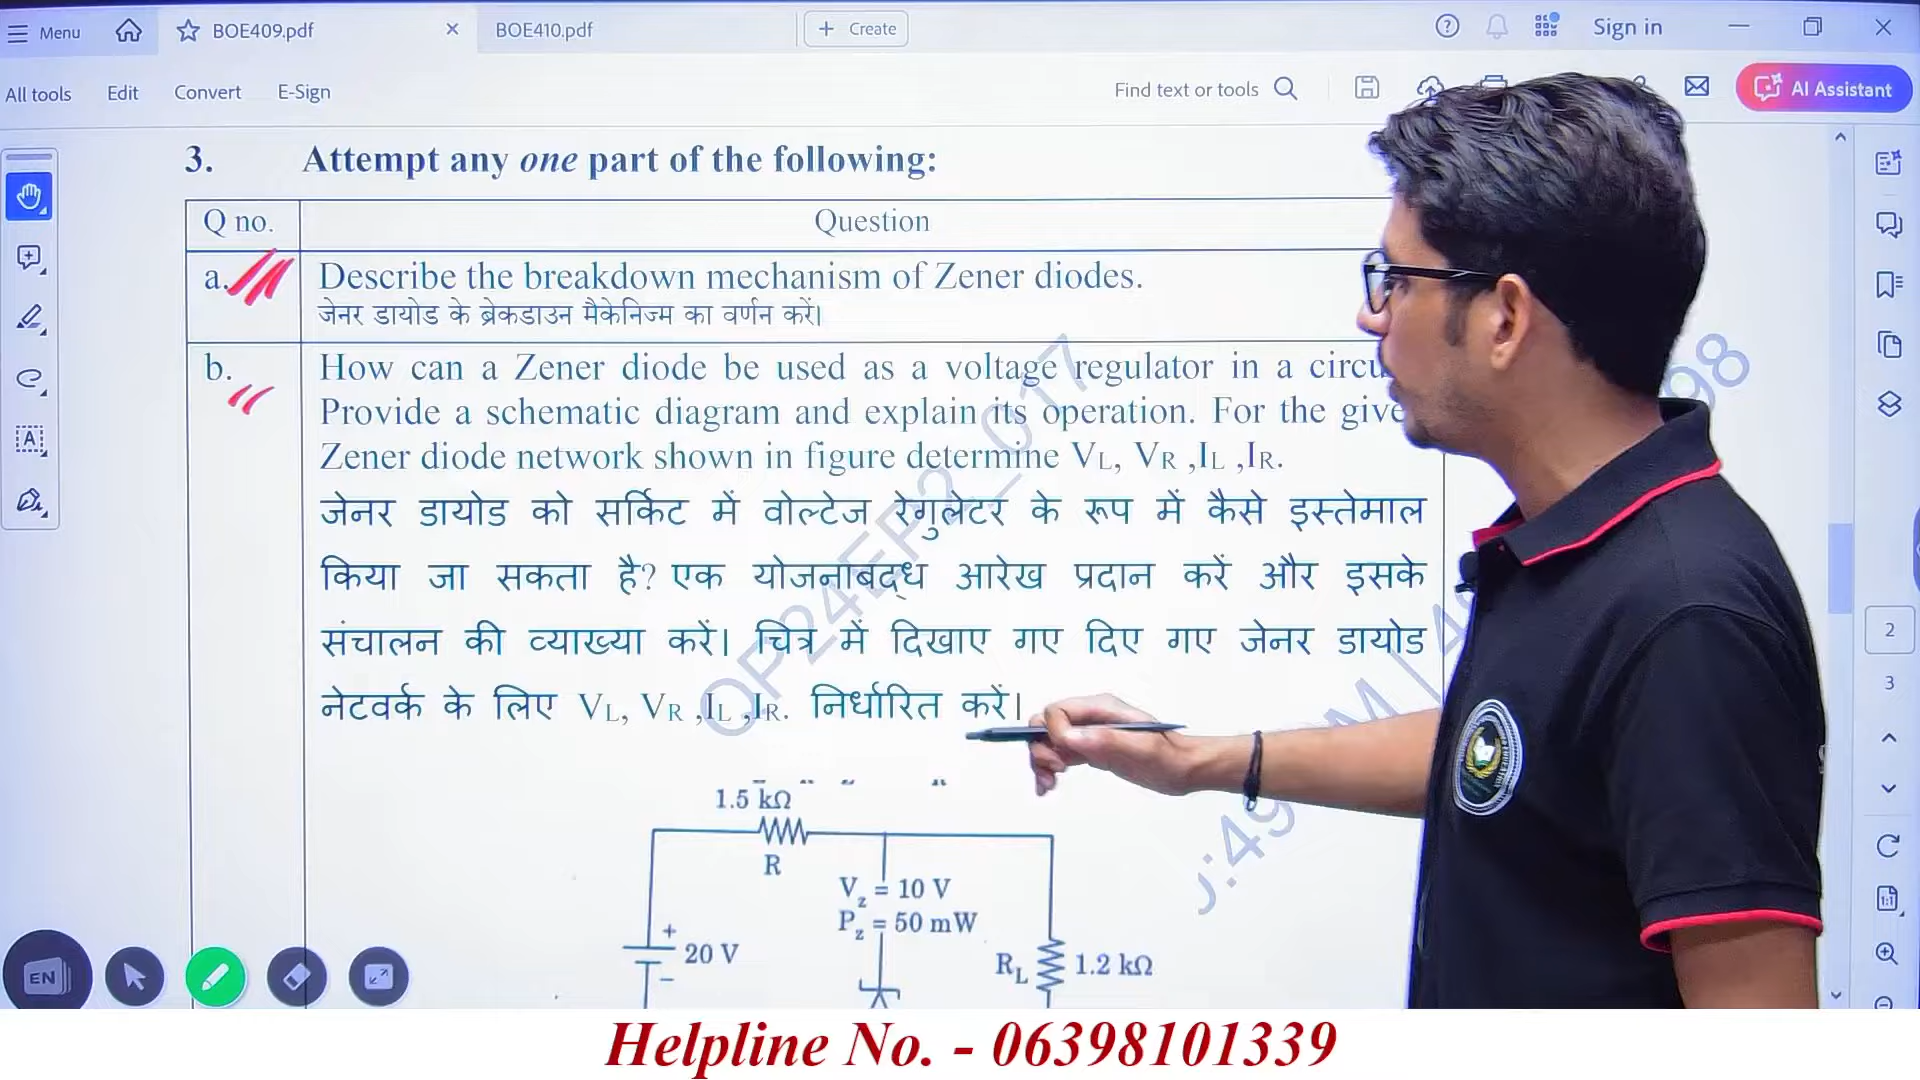 Menu
BOE409.pdf
BOE410.pdf
Create
Sign in
All tools
Edit
Convert
E-Sign
Find text or tools
AI Assistant
3. Attempt any one part of the following:
Q no. Question
a. Describe the breakdown mechanism of Zener diodes.
जेनर डायोड के ब्रेकडाउन मैकेनिज्म का वर्णन करें।
b. How can a Zener diode be used as a voltage regulator in a
Provide a schematic diagram and explain its operation. For the
Zener diode network shown in figure determine VL, VR ,IL ,IR.
जेनर डायोड को सर्किट में वोल्टेज रेगुलेटर के रूप में कैसे इस्तेमाल
किया जा सकता है? एक योजनाबद्ध आरेख प्रदान करें और इसके
संचालन की व्याख्या करें। चित्र में दिखाए गए दिए गए जेनर डायोड
नेटवर्क के लिए VL, VR ,IL ,IR. निर्धारित करें।
1.5 kΩ
R
Vz = 10 V
Pz = 50 mW
+
20 V
−
RL
1.2 kΩ
OP24EP2_017
98
2
3
1:1
EN
Helpline No. - 06398101339